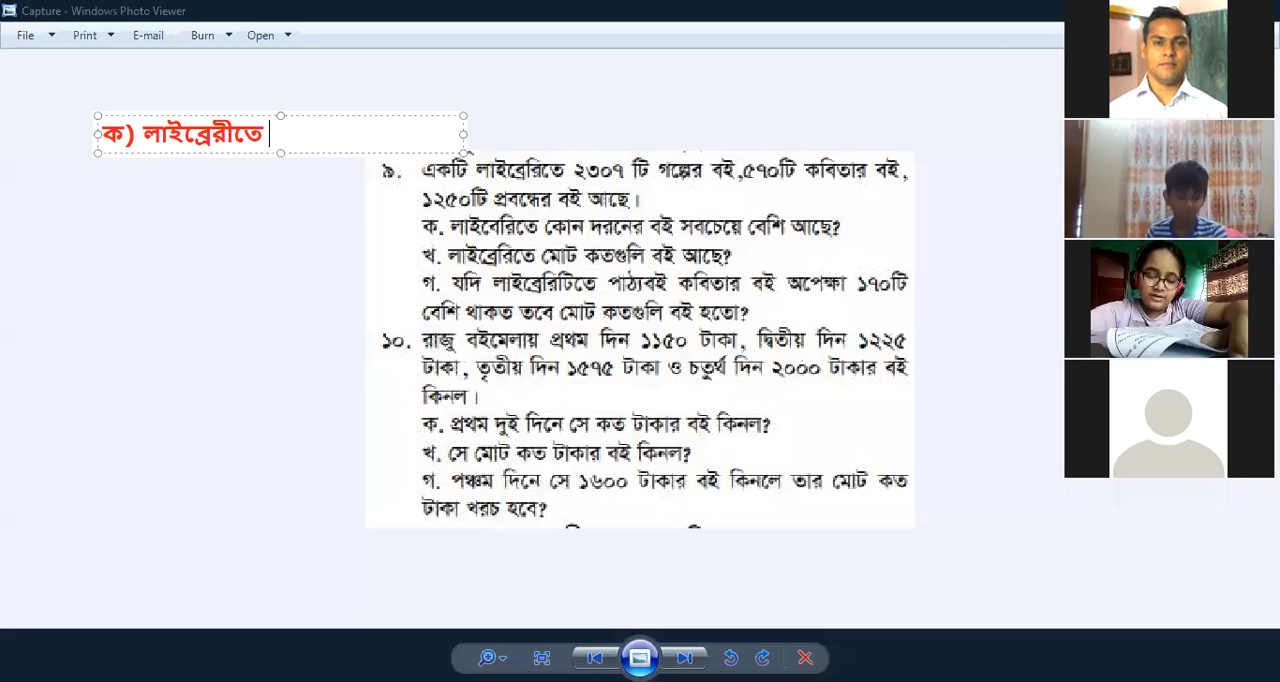 Capture - Windows Photo Viewer
File Print E-mail Burn Open
ক) লাইব্রেরীতে
৯. একটি লাইব্রেরিতে ২৩০৭ টি গল্পের বই,৫৭০টি কবিতার বই,
১২৫০টি প্রবন্ধের বই আছে।
ক. লাইবেরিতে কোন দরনের বই সবচেয়ে বেশি আছে?
খ. লাইব্রেরিতে মোট কতগুলি বই আছে?
গ. যদি লাইব্রেরিটিতে পাঠ্যবই কবিতার বই অপেক্ষা ১৭০টি
বেশি থাকত তবে মোট কতগুলি বই হতো?
১০. রাজু বইমেলায় প্রথম দিন ১১৫০ টাকা, দ্বিতীয় দিন ১২২৫
টাকা, তৃতীয় দিন ১৫৭৫ টাকা ও চতুর্থ দিন ২০০০ টাকার বই
কিনল।
ক. প্রথম দুই দিনে সে কত টাকার বই কিনল?
খ. সে মোট কত টাকার বই কিনল?
গ. পঞ্চম দিনে সে ১৬০০ টাকার বই কিনলে তার মোট কত
টাকা খরচ হবে?